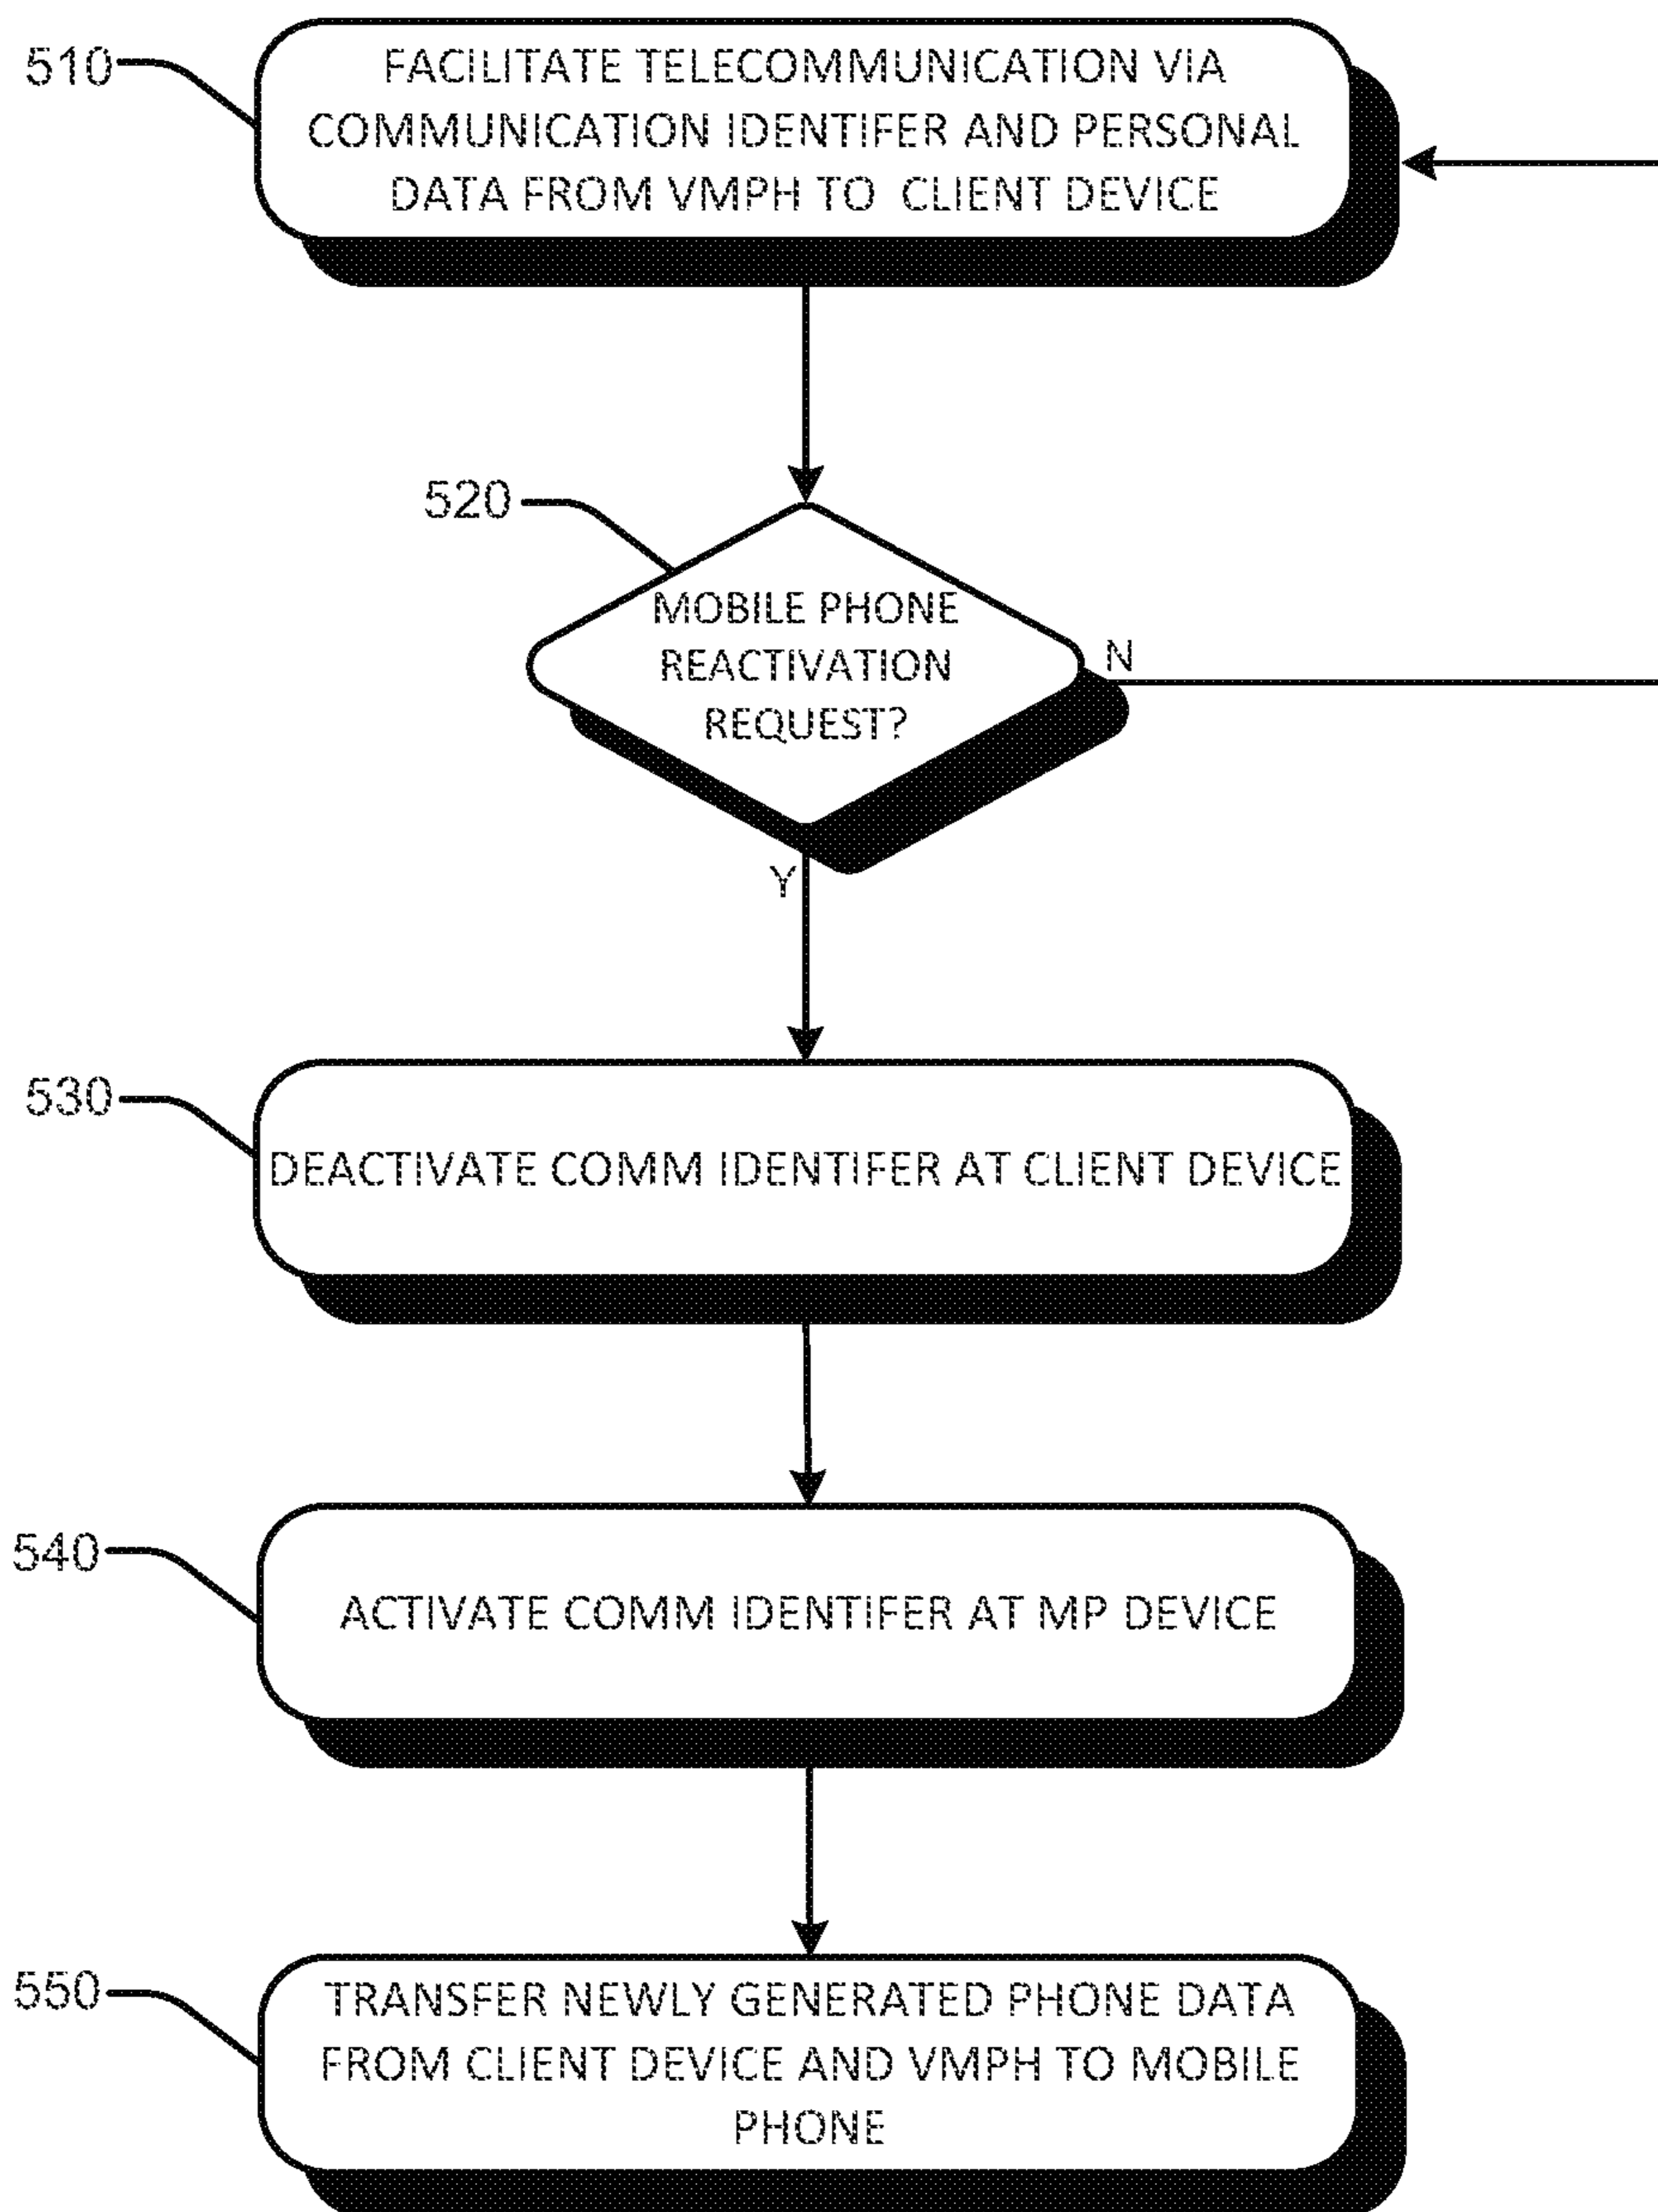 510
FACILITATE TELECOMMUNICATION VIA
COMMUNICATION IDENTIFER AND PERSONAL
DATA FROM VMPH TO CLIENT DEVICE
520
MOBILE PHONE
REACTIVATION
REQUEST?
N
Y
530
DEACTIVATE COMM IDENTIFER AT CLIENT DEVICE
540
ACTIVATE COMM IDENTIFER AT MP DEVICE
550
TRANSFER NEWLY GENERATED PHONE DATA
FROM CLIENT DEVICE AND VMPH TO MOBILE
PHONE